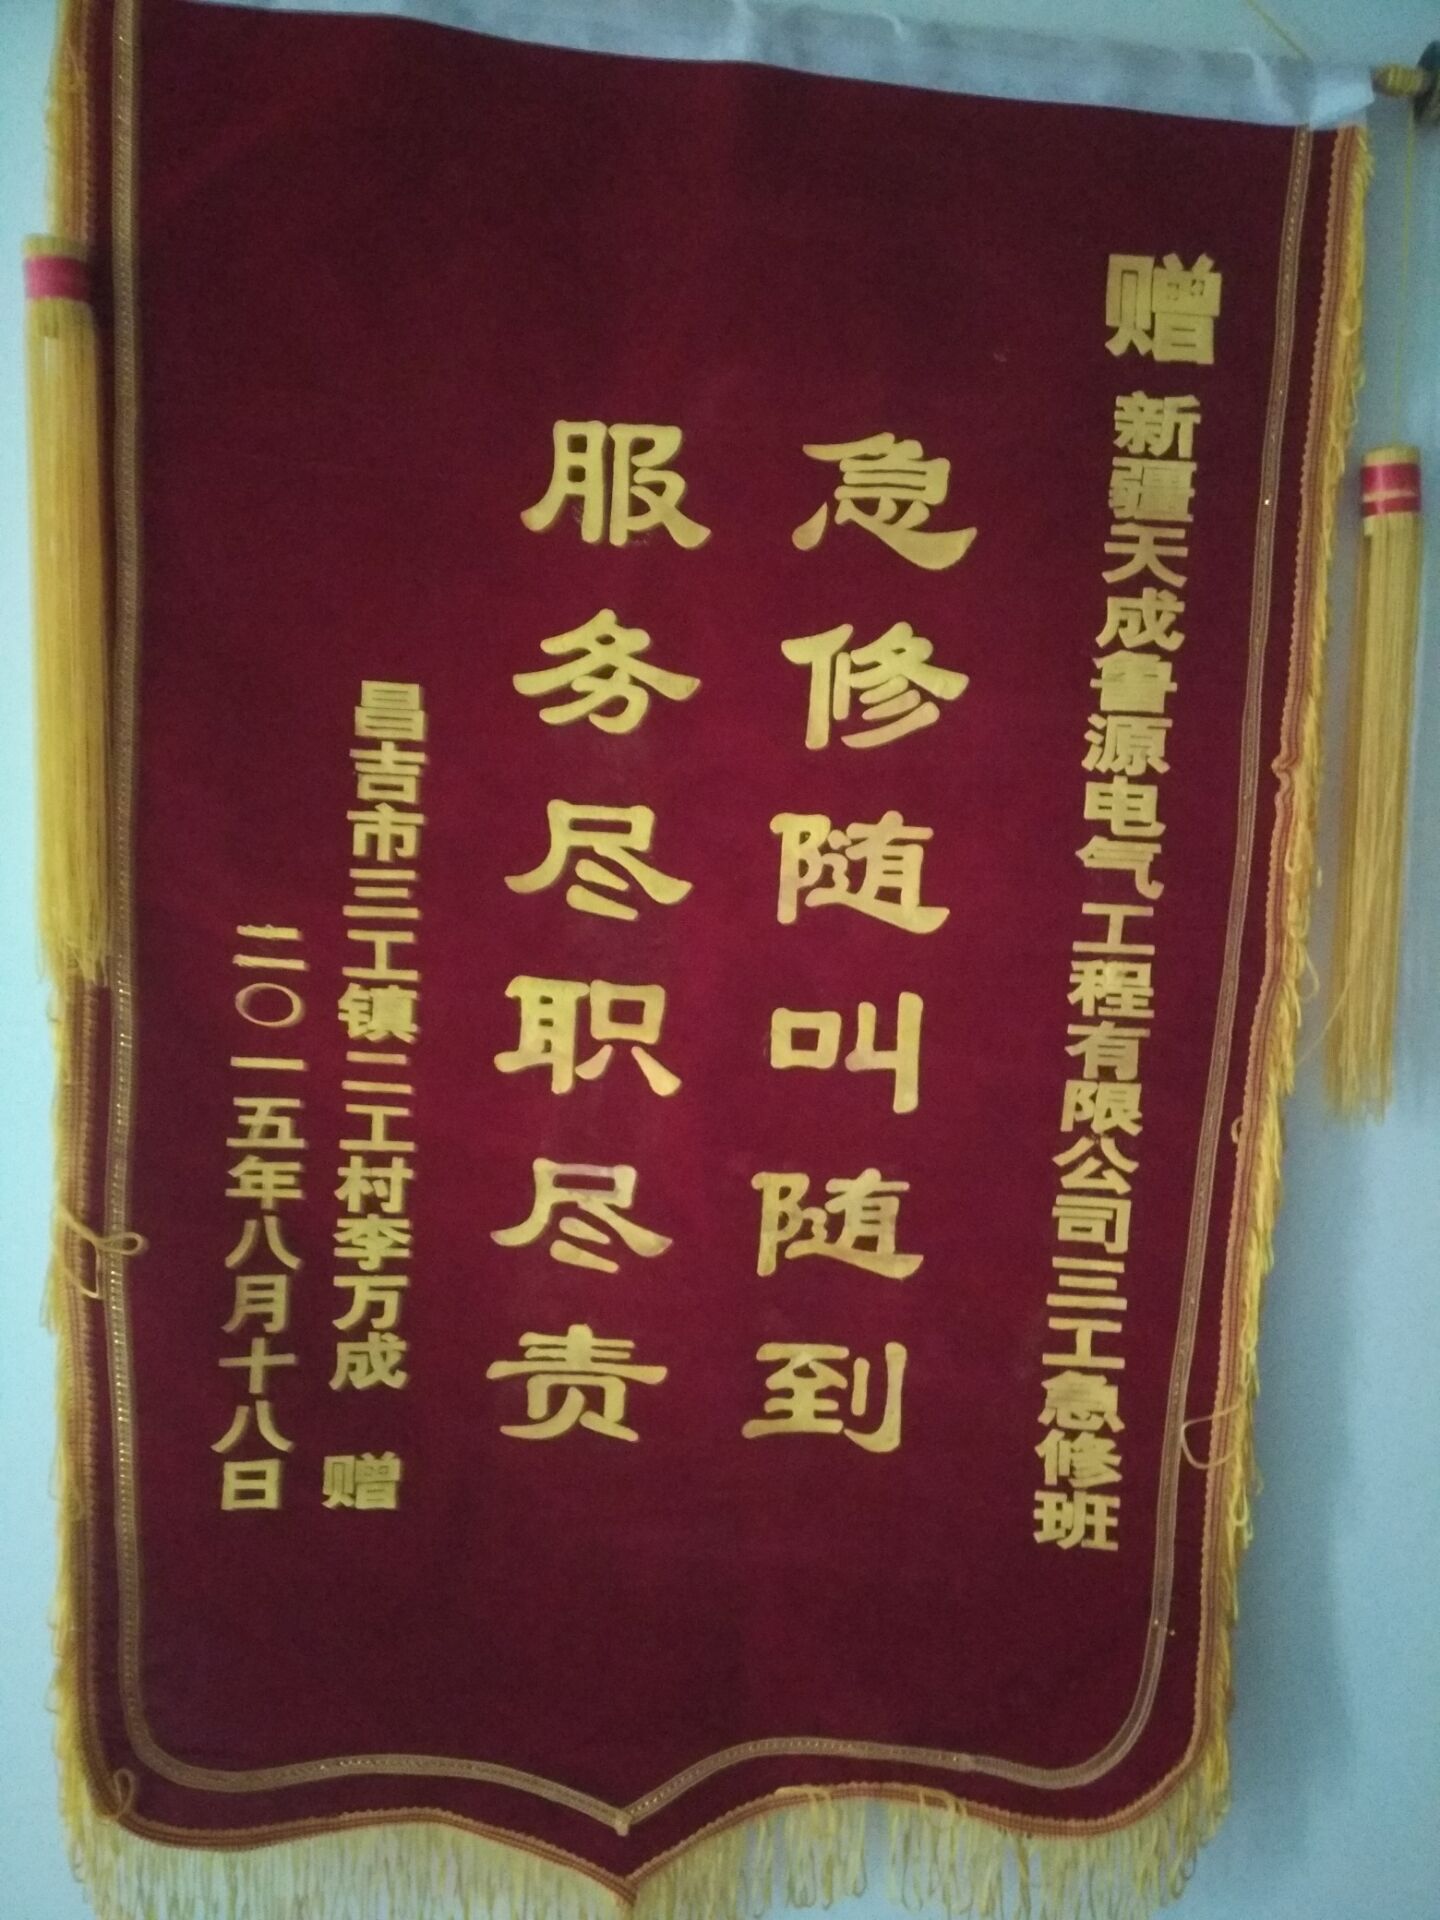 赠 新疆天成鲁源电气工程有限公司三工急修班
急修随叫随到
服务尽职尽责
昌吉市三工镇二工村李万成 赠
二〇一五年八月十八日